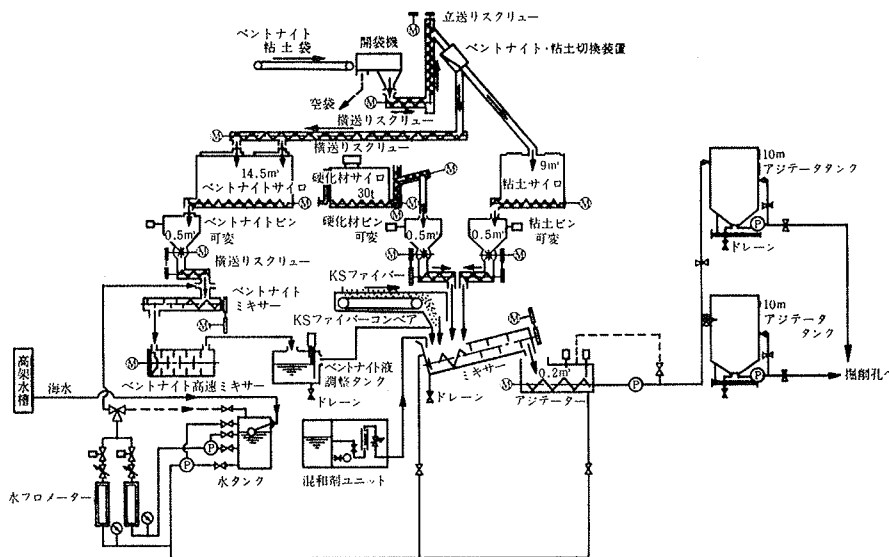 立送リスクリュー
ベントナイト
粘土袋
開袋機
ベントナイト・粘土切換装置
空袋
横送リスクリュー
横送リスクリュー
14.5m³
ベントナイトサイロ
硬化材サイロ
30t
9m³
粘土サイロ
10m
アジテータタンク
0.5m³
ベントナイトビン
可変
硬化材ビン
可変
0.5m³
0.5m³
粘土ビン
可変
ドレーン
横送リスクリュー
ベントナイト
ミキサー
KSファイバー
KSファイバーコンベア
10m
アジテータ
タンク
高架水槽
海水
ベントナイト高速ミキサー
ベントナイト液
調整タンク
ドレーン
ミキサー
ドレーン
0.2m³
アジテーター
ドレーン
掘削孔へ
水タンク
混和剤ユニット
水フロメーター
M
M
M
M
M
M
M
M
M
M
M
M
M
P
P
P
P
P